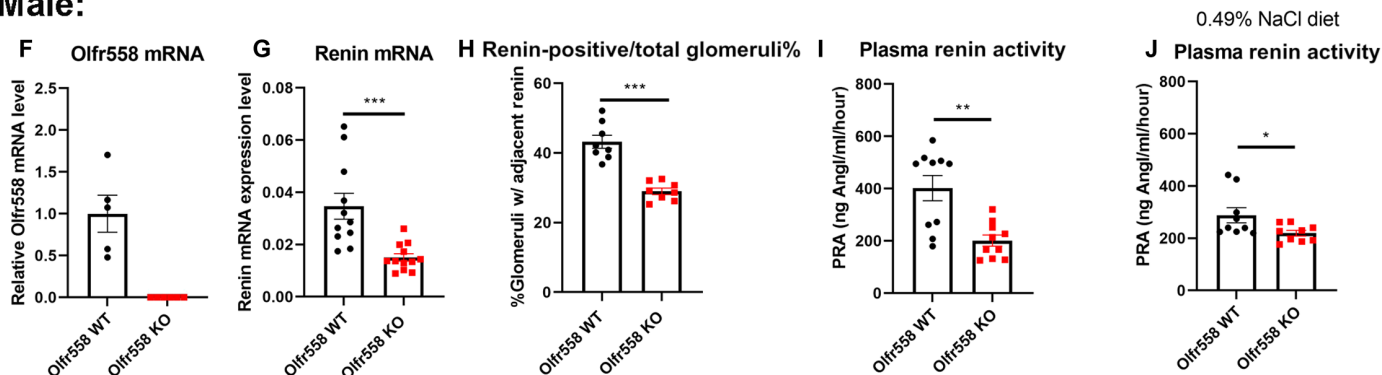 Male:
0.49% NaCl diet
F Olfr558 mRNA
Relative Olfr558 mRNA level
2.5
2.0
1.5
1.0
0.5
0.0
Olfr558 WT
Olfr558 KO
G Renin mRNA
Renin mRNA expression level
0.08
0.06
0.04
0.02
0.00
***
Olfr558 WT
Olfr558 KO
H Renin-positive/total glomeruli%
%Glomeruli w/ adjacent renin
60
40
20
0
***
Olfr558 WT
Olfr558 KO
I Plasma renin activity
PRA (ng AngI/ml/hour)
800
600
400
200
0
**
Olfr558 WT
Olfr558 KO
J Plasma renin activity
PRA (ng AngI/ml/hour)
800
600
400
200
0
*
Olfr558 WT
Olfr558 KO